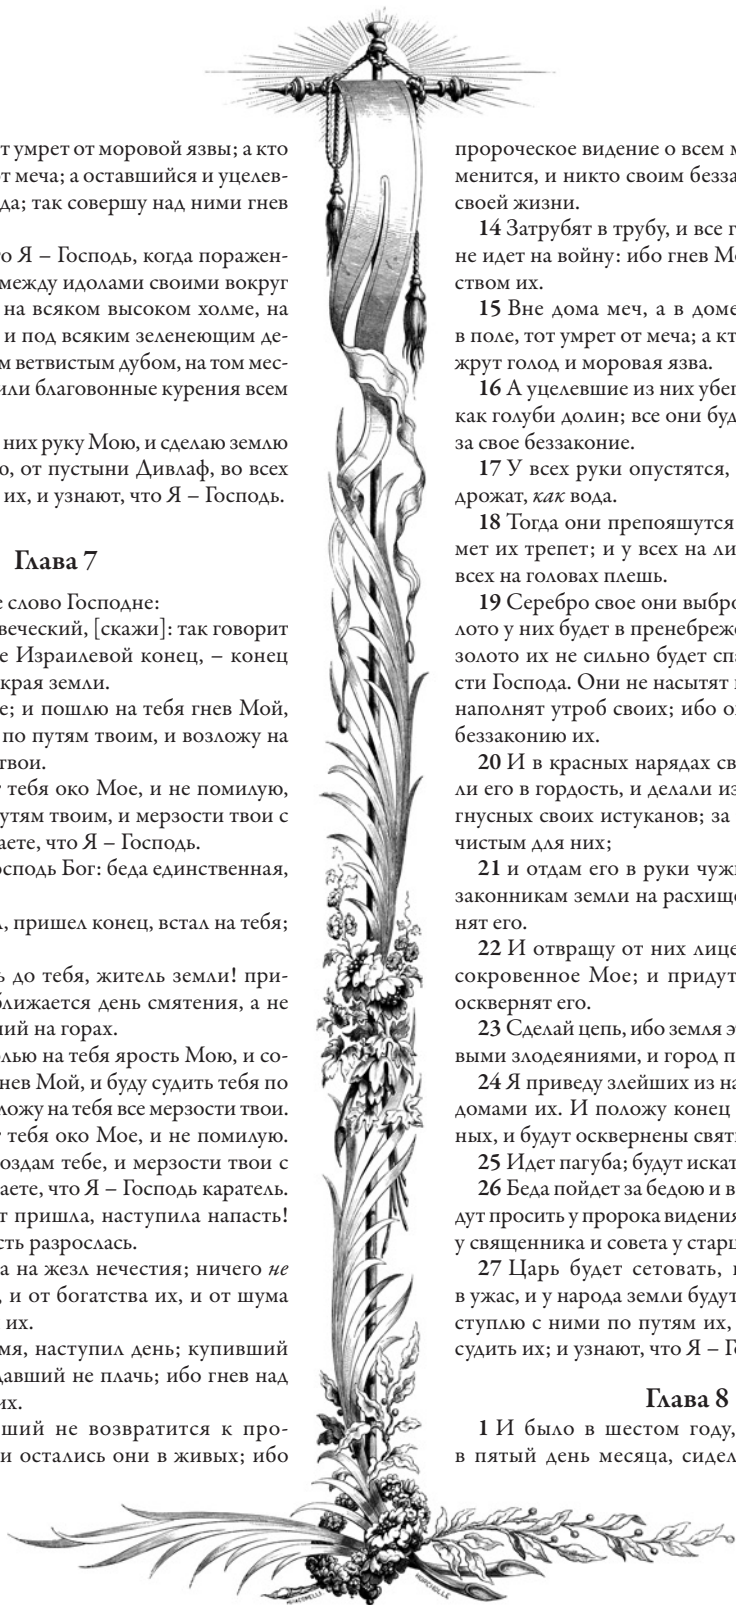 т умрет от моровой язвы; а кто
от меча; а оставшийся и уцелев-
да; так совершу над ними гнев
то Я – Господь, когда поражен-
между идолами своими вокруг
на всяком высоком холме, на
и под всяким зеленеющим де-
м ветвистым дубом, на том мес-
или благовонные курения всем
них руку Мою, и сделаю землю
ю, от пустыни Дивлаф, во всех
их, и узнают, что Я – Господь.
Глава 7
е слово Господне:
веческий, [скажи]: так говорит
е Израилевой конец, – конец
края земли.
е; и пошлю на тебя гнев Мой,
по путям твоим, и возложу на
твои.
т тебя око Мое, и не помилую,
утям твоим, и мерзости твои с
аете, что Я – Господь.
осподь Бог: беда единственная,
л, пришел конец, встал на тебя;
ь до тебя, житель земли! при-
ближается день смятения, а не
ний на горах.
олью на тебя ярость Мою, и со-
нев Мой, и буду судить тебя по
ложу на тебя все мерзости твои.
т тебя око Мое, и не помилую.
оздам тебе, и мерзости твои с
аете, что Я – Господь каратель.
т пришла, наступила напасть!
сть разрослась.
а на жезл нечестия; ничего не
, и от богатства их, и от шума
их.
мя, наступил день; купивший
давший не плачь; ибо гнев над
их.
вший не возвратится к про-
и остались они в живых; ибо
пророческое видение о всем м
менится, и никто своим безза
своей жизни.
14 Затрубят в трубу, и все г
не идет на войну: ибо гнев Мо
ством их.
15 Вне дома меч, а в доме
в поле, тот умрет от меча; а кт
жрут голод и моровая язва.
16 А уцелевшие из них убег
как голуби долин; все они буд
за свое беззаконие.
17 У всех руки опустятся,
дрожат, как вода.
18 Тогда они препояшутся
мет их трепет; и у всех на ли
всех на головах плешь.
19 Серебро свое они выбро
лото у них будет в пренебреже
золото их не сильно будет спа
сти Господа. Они не насытят
наполнят утроб своих; ибо о
беззаконию их.
20 И в красных нарядах св
ли его в гордость, и делали из
гнусных своих истуканов; за
чистым для них;
21 и отдам его в руки чужи
законникам земли на расхище
нят его.
22 И отвращу от них лице
сокровенное Мое; и придут
осквернят его.
23 Сделай цепь, ибо земля э
выми злодеяниями, и город п
24 Я приведу злейших из на
домами их. И положу конец
ных, и будут осквернены свят
25 Идет пагуба; будут искат
26 Беда пойдет за бедою и в
дут просить у пророка видения
у священника и совета у старц
27 Царь будет сетовать,
в ужас, и у народа земли будут
ступлю с ними по путям их,
судить их; и узнают, что Я – Го
Глава 8
1 И было в шестом году,
в пятый день месяца, сидел